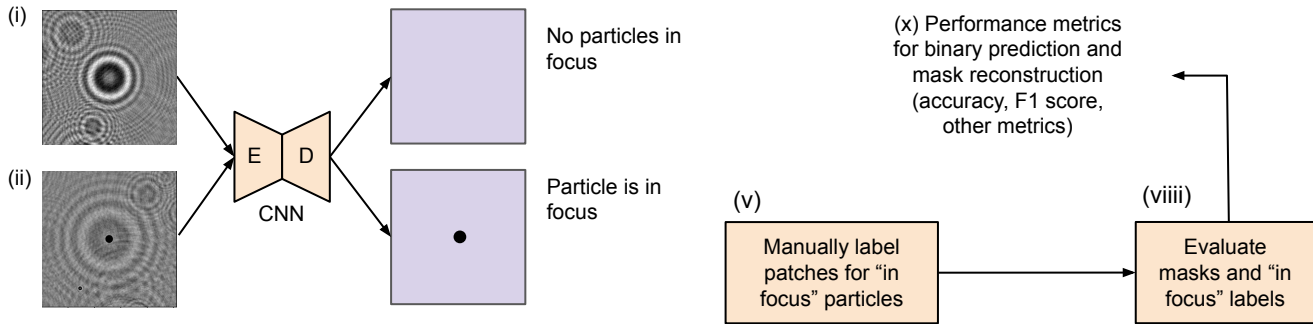 (i)
No particles in
focus
E
D
CNN
(ii)
Particle is in
focus
(x) Performance metrics
for binary prediction and
mask reconstruction
(accuracy, F1 score,
other metrics)
(v)
Manually label
patches for “in
focus” particles
(viiii)
Evaluate
masks and “in
focus” labels